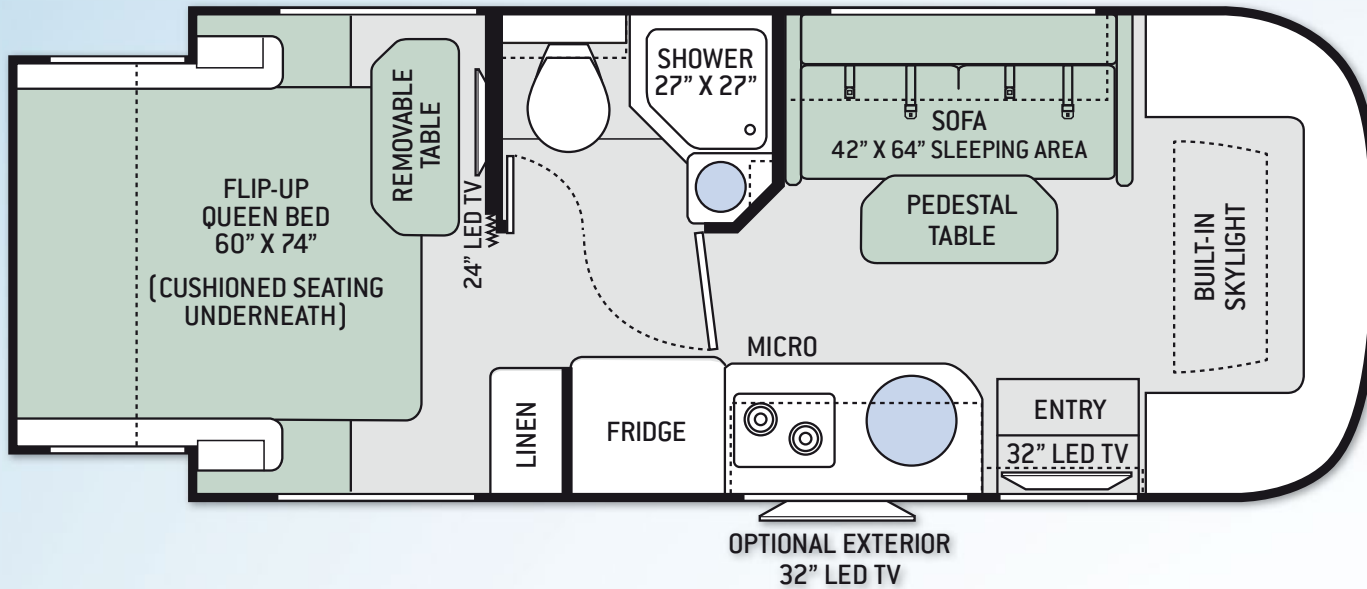 FLIP-UP
QUEEN BED
60” X 74”
(CUSHIONED SEATING
UNDERNEATH)
REMOVABLE
TABLE
24” LED TV
SHOWER
27” X 27”
SOFA
42” X 64” SLEEPING AREA
PEDESTAL
TABLE
BUILT-IN
SKYLIGHT
LINEN
FRIDGE
MICRO
ENTRY
32” LED TV
OPTIONAL EXTERIOR
32” LED TV